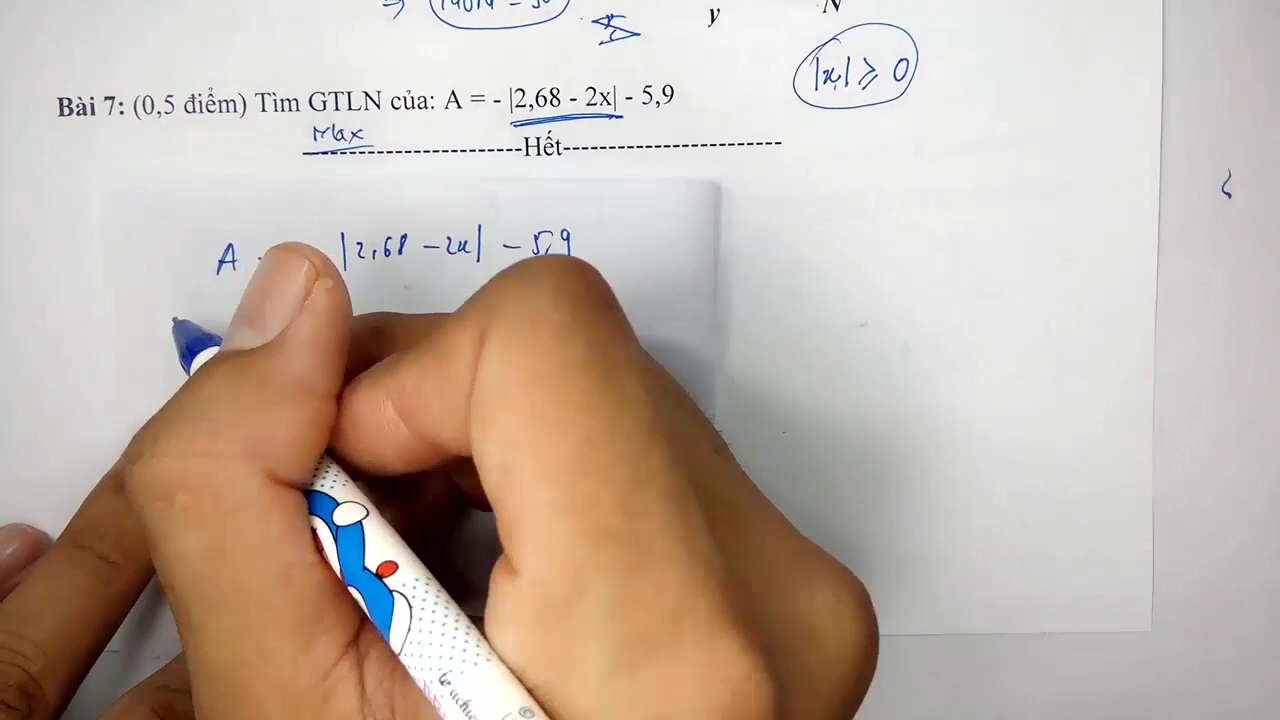 y N
|x| ≥ 0
Bài 7: (0,5 điểm) Tìm GTLN của: A = - |2,68 - 2x| - 5,9
Max
-----------------------Hết-----------------------
A |2,68 - 2x| - 5,9